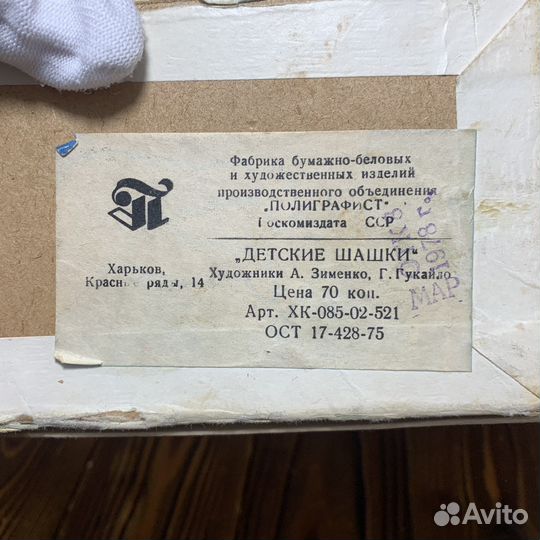 Фабрика бумажно-беловых
и художественных изделий
производственного объединения
„ПОЛИГРАФИСТ"
Госкомиздата ССР
Харьков,
Красные ряды, 14
„ДЕТСКИЕ ШАШКИ"
Художники А. Зименко, Г. Гукайло
Цена 70 коп.
Арт. ХК-085-02-521
ОСТ 17-428-75
МАР 1978 г.
Avito